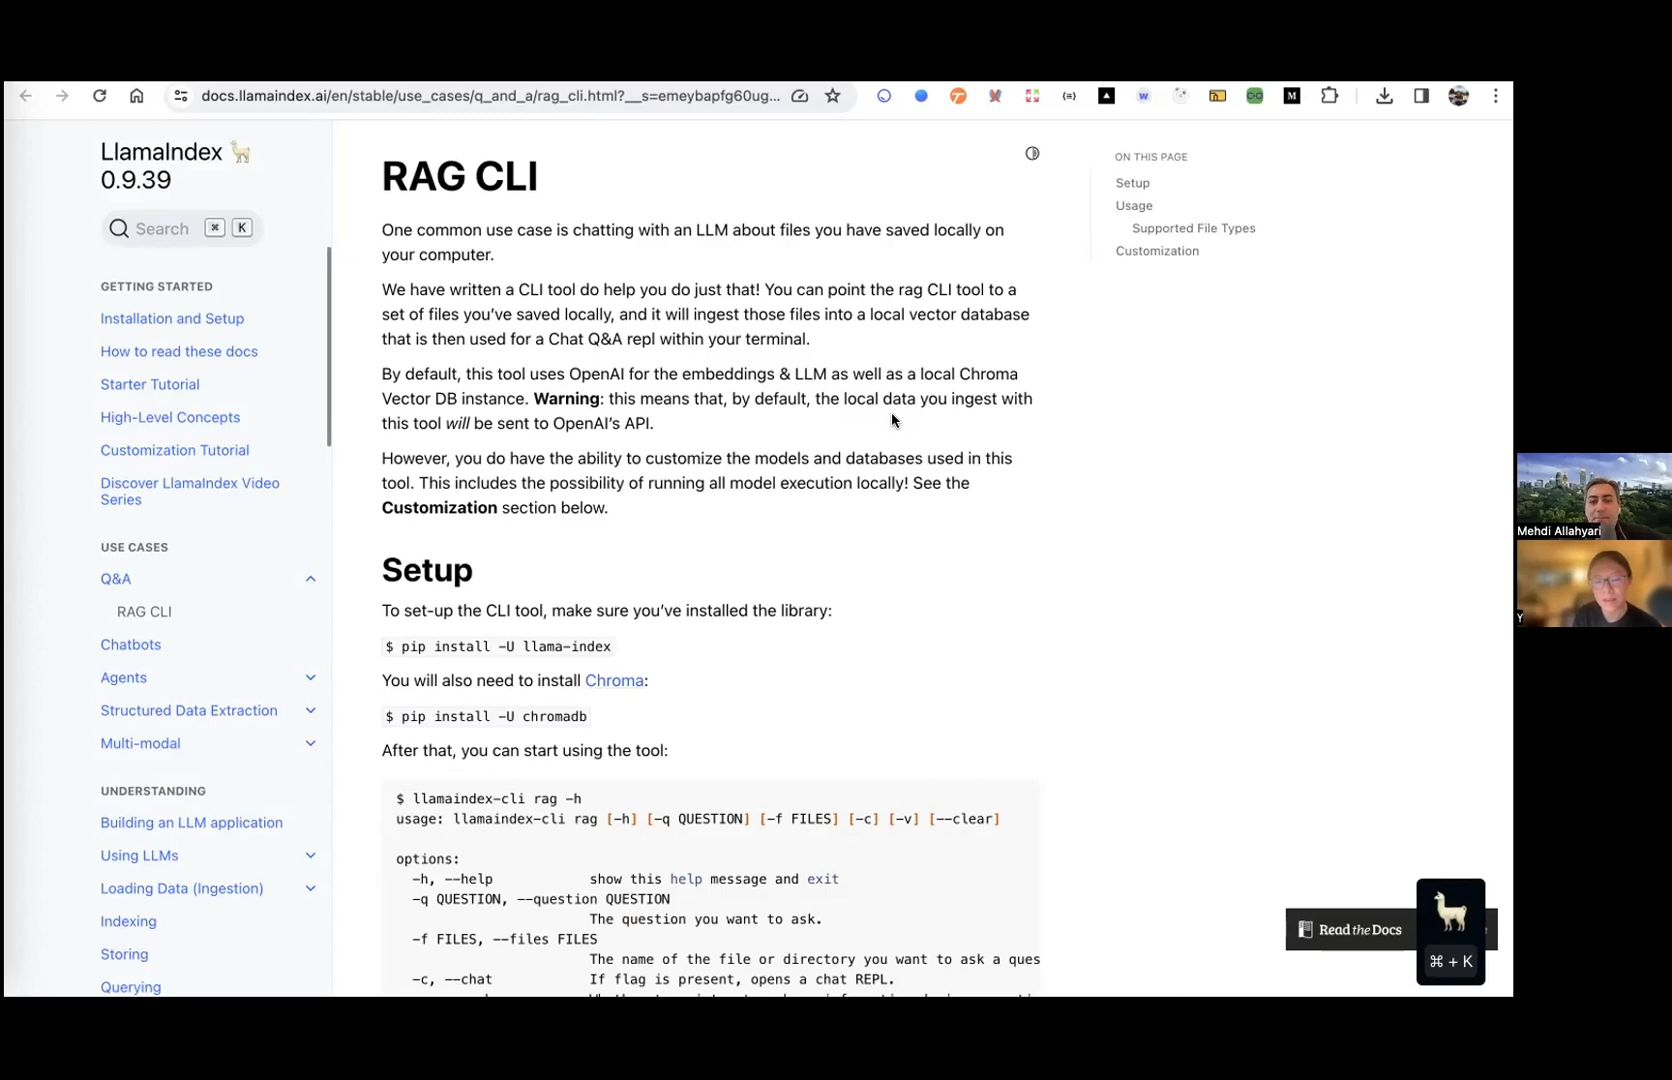 docs.llamaindex.ai/en/stable/use_cases/q_and_a/rag_cli.html?__s=emeybapfg60ug...
LlamaIndex
0.9.39
Search ⌘ K
GETTING STARTED
Installation and Setup
How to read these docs
Starter Tutorial
High-Level Concepts
Customization Tutorial
Discover LlamaIndex Video
Series
USE CASES
Q&A
RAG CLI
Chatbots
Agents
Structured Data Extraction
Multi-modal
UNDERSTANDING
Building an LLM application
Using LLMs
Loading Data (Ingestion)
Indexing
Storing
Querying
RAG CLI
One common use case is chatting with an LLM about files you have saved locally on
your computer.
We have written a CLI tool do help you do just that! You can point the rag CLI tool to a
set of files you’ve saved locally, and it will ingest those files into a local vector database
that is then used for a Chat Q&A repl within your terminal.
By default, this tool uses OpenAI for the embeddings & LLM as well as a local Chroma
Vector DB instance. Warning: this means that, by default, the local data you ingest with
this tool will be sent to OpenAI’s API.
However, you do have the ability to customize the models and databases used in this
tool. This includes the possibility of running all model execution locally! See the
Customization section below.
Setup
To set-up the CLI tool, make sure you’ve installed the library:
$ pip install -U llama-index
You will also need to install Chroma:
$ pip install -U chromadb
After that, you can start using the tool:
$ llamaindex-cli rag -h
usage: llamaindex-cli rag [-h] [-q QUESTION] [-f FILES] [-c] [-v] [--clear]
options:
-h, --help show this help message and exit
-q QUESTION, --question QUESTION
The question you want to ask.
-f FILES, --files FILES
The name of the file or directory you want to ask a ques
-c, --chat If flag is present, opens a chat REPL.
ON THIS PAGE
Setup
Usage
Supported File Types
Customization
Read the Docs
⌘ + K
Mehdi Allahyari
Y